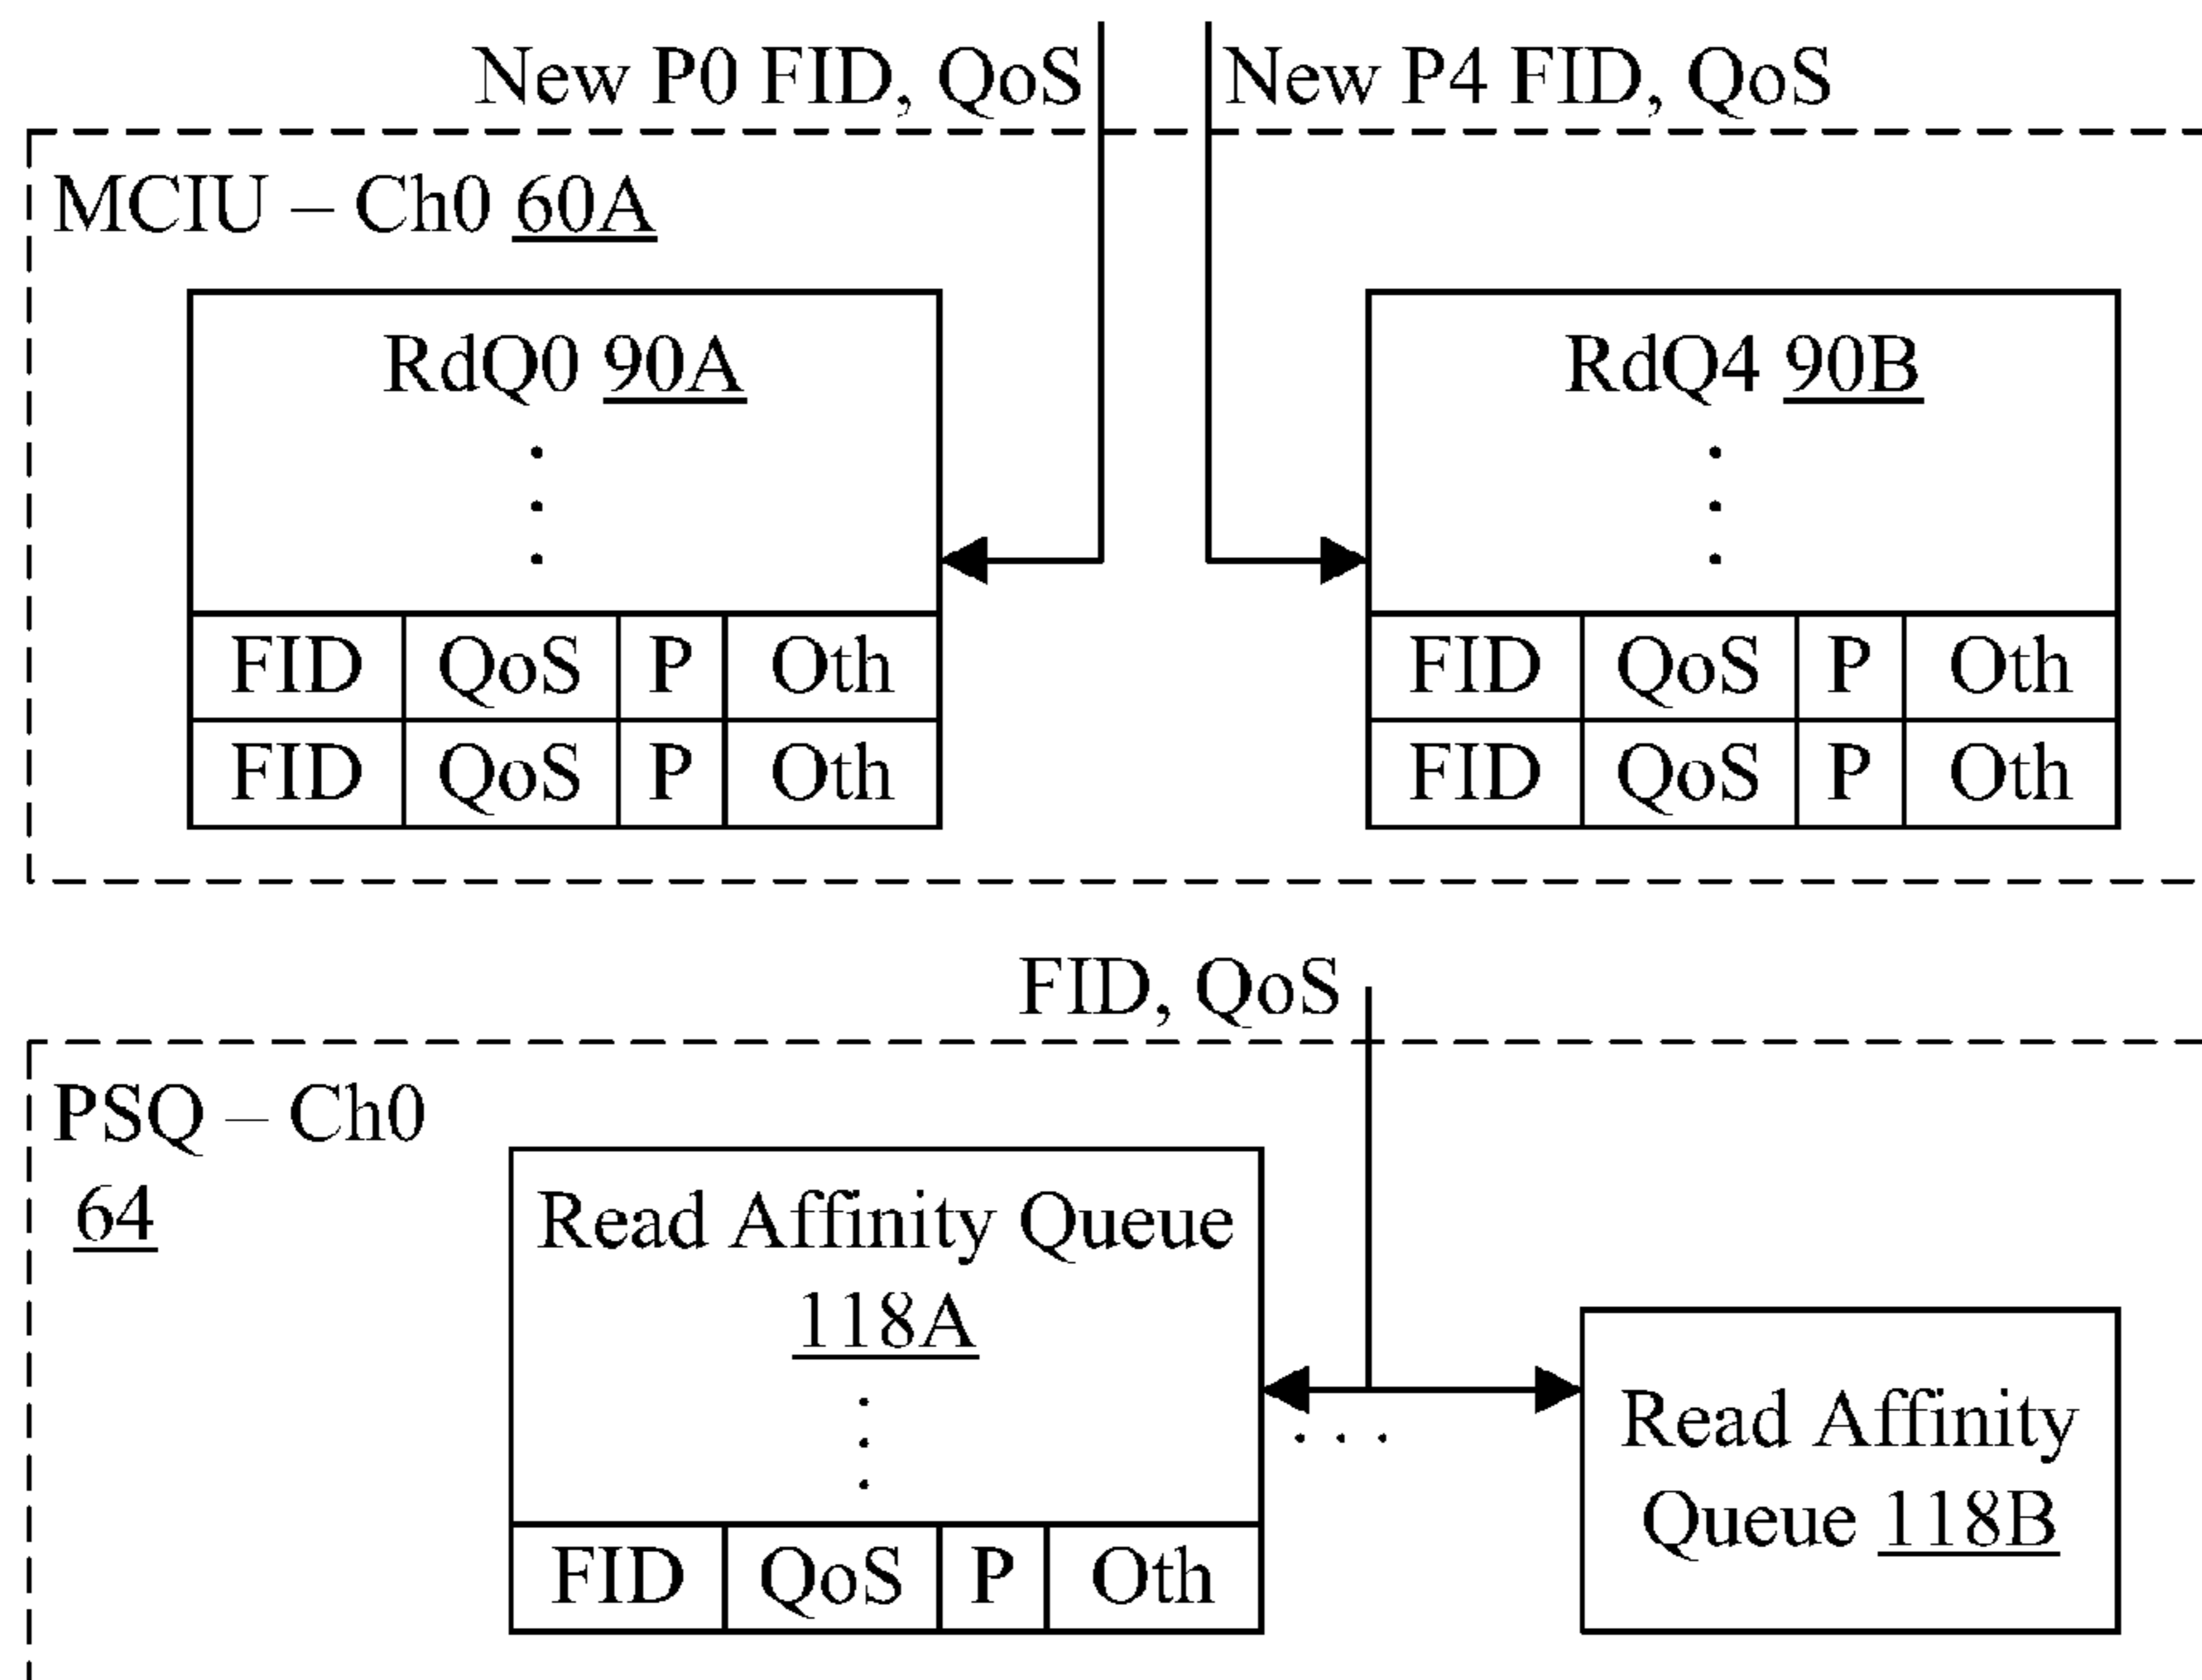 New P0 FID, QoS
New P4 FID, QoS
MCIU – Ch0 60A
RdQ0 90A
RdQ4 90B
FID QoS P Oth
FID QoS P Oth
FID QoS P Oth
FID QoS P Oth
FID, QoS
PSQ – Ch0
64
Read Affinity Queue
118A
FID QoS P Oth
Read Affinity
Queue 118B